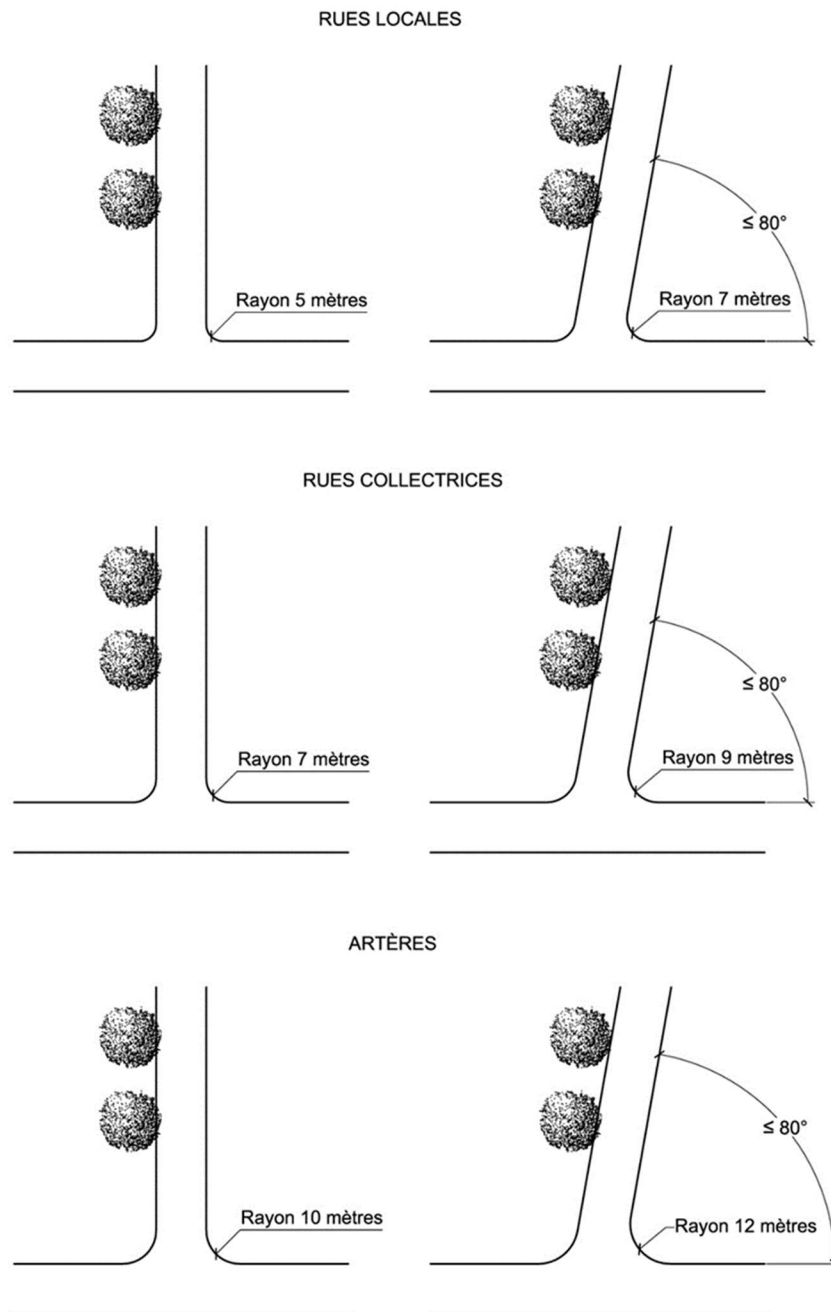 RUES LOCALES
≤ 80°
Rayon 5 mètres
Rayon 7 mètres
RUES COLLECTRICES
≤ 80°
Rayon 7 mètres
Rayon 9 mètres
ARTÈRES
≤ 80°
Rayon 10 mètres
Rayon 12 mètres